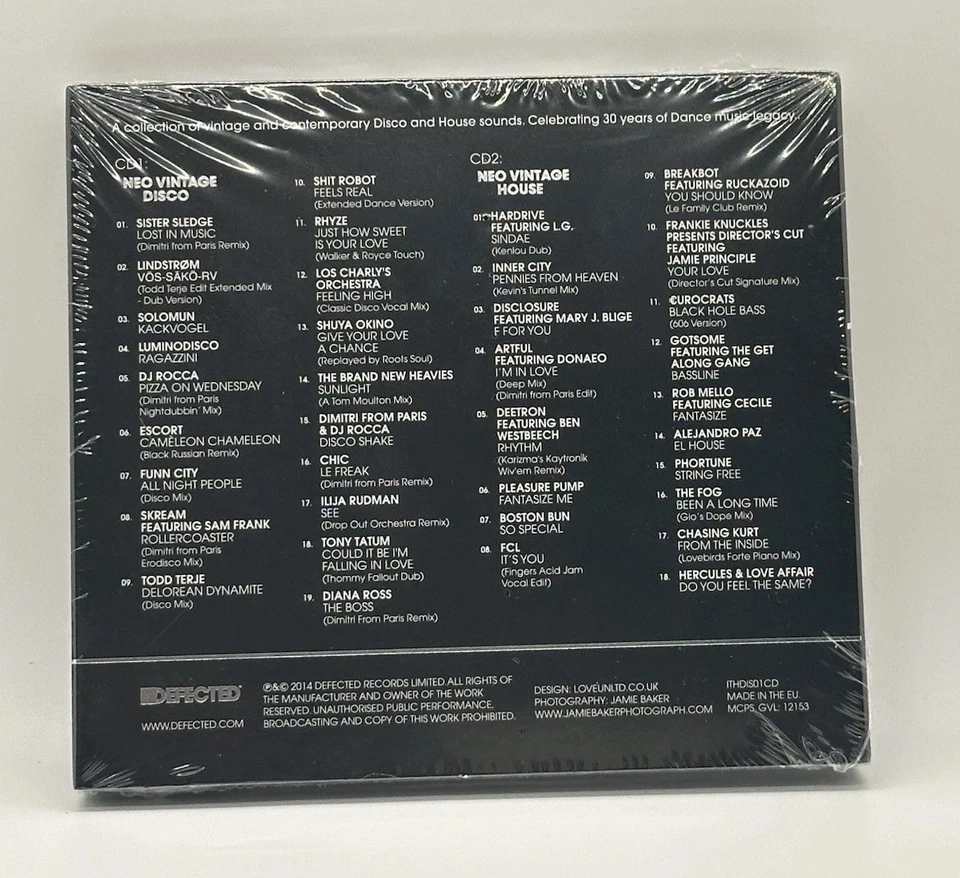 A collection of vintage and contemporary Disco and House sounds. Celebrating 30 years of Dance music legacy.
CD1:
NEO VINTAGE
DISCO
01. SISTER SLEDGE
LOST IN MUSIC
(Dimitri from Paris Remix)
02. LINDSTRØM
VŌS-SĀKŌ-RV
(Todd Terje Edit Extended Mix
- Dub Version)
03. SOLOMUN
KACKVOGEL
04. LUMINODISCO
RAGAZZINI
05. DJ ROCCA
PIZZA ON WEDNESDAY
(Dimitri from Paris
Nightdubbin' Mix)
06. ESCORT
CAMÈLEON CHAMELEON
(Black Russian Remix)
07. FUNN CITY
ALL NIGHT PEOPLE
(Disco Mix)
08. SKREAM
FEATURING SAM FRANK
ROLLERCOASTER
(Dimitri from Paris
Erodisco Mix)
09. TODD TERJE
DELOREAN DYNAMITE
(Disco Mix)
10. SHIT ROBOT
FEELS REAL
(Extended Dance Version)
11. RHYZE
JUST HOW SWEET
IS YOUR LOVE
(Walker & Royce Touch)
12. LOS CHARLY'S
ORCHESTRA
FEELING HIGH
(Classic Disco Vocal Mix)
13. SHUYA OKINO
GIVE YOUR LOVE
A CHANCE
(Replayed by Roots Soul)
14. THE BRAND NEW HEAVIES
SUNLIGHT
(A Tom Moulton Mix)
15. DIMITRI FROM PARIS
& DJ ROCCA
DISCO SHAKE
16. CHIC
LE FREAK
(Dimitri from Paris Remix)
17. ILIJA RUDMAN
SEE
(Drop Out Orchestra Remix)
18. TONY TATUM
COULD IT BE I'M
FALLING IN LOVE
(Thommy Fallout Dub)
19. DIANA ROSS
THE BOSS
(Dimitri From Paris Remix)
CD2:
NEO VINTAGE
HOUSE
01. HARDRIVE
FEATURING L.G.
SINDAE
(Kenlou Dub)
02. INNER CITY
PENNIES FROM HEAVEN
(Kevin's Tunnel Mix)
03. DISCLOSURE
FEATURING MARY J. BLIGE
F FOR YOU
04. ARTFUL
FEATURING DONAEO
I'M IN LOVE
(Deep Mix)
(Dimitri from Paris Edit)
05. DEETRON
FEATURING BEN
WESTBEECH
RHYTHM
(Karizma's Kaytronik
Wiv'em Remix)
06. PLEASURE PUMP
FANTASIZE ME
07. BOSTON BUN
SO SPECIAL
08. FCL
IT'S YOU
(Fingers Acid Jam
Vocal Edit)
09. BREAKBOT
FEATURING RUCKAZOID
YOU SHOULD KNOW
(Le Family Club Remix)
10. FRANKIE KNUCKLES
PRESENTS DIRECTOR'S CUT
FEATURING
JAMIE PRINCIPLE
YOUR LOVE
(Director's Cut Signature Mix)
11. €UROCRATS
BLACK HOLE BASS
(606 Version)
12. GOTSOME
FEATURING THE GET
ALONG GANG
BASSLINE
13. ROB MELLO
FEATURING CECILE
FANTASIZE
14. ALEJANDRO PAZ
EL HOUSE
15. PHORTUNE
STRING FREE
16. THE FOG
BEEN A LONG TIME
(Gio's Dope Mix)
17. CHASING KURT
FROM THE INSIDE
(Lovebirds Forte Piano Mix)
18. HERCULES & LOVE AFFAIR
DO YOU FEEL THE SAME?
DEFECTED
WWW.DEFECTED.COM
℗&© 2014 DEFECTED RECORDS LIMITED ALL RIGHTS OF
THE MANUFACTURER AND OWNER OF THE WORK
RESERVED. UNAUTHORISED PUBLIC PERFORMANCE,
BROADCASTING AND COPY OF THIS WORK PROHIBITED.
DESIGN: LOVEUNLTD.CO.UK
PHOTOGRAPHY: JAMIE BAKER
WWW.JAMIEBAKERPHOTOGRAPH.COM
ITHDIS01CD
MADE IN THE EU.
MCPS, GVL: 12153